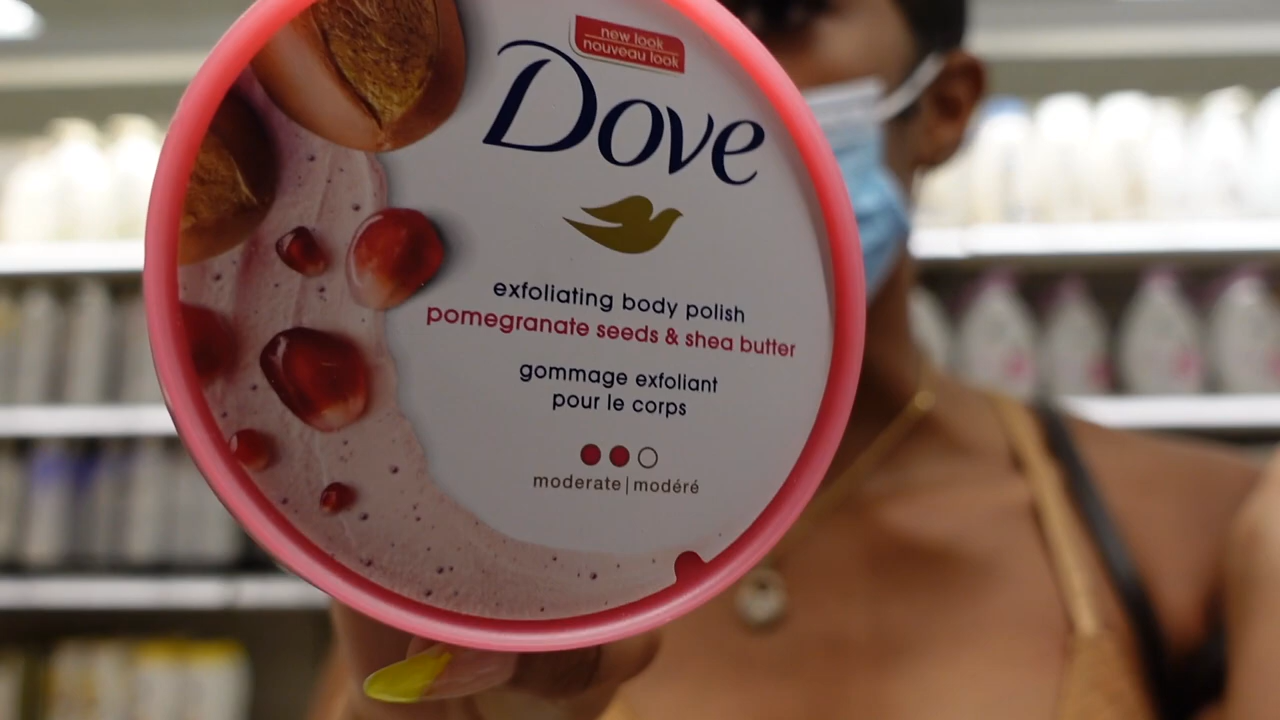 new look
nouveau look
Dove
exfoliating body polish
pomegranate seeds & shea butter
gommage exfoliant
pour le corps
moderate | modéré